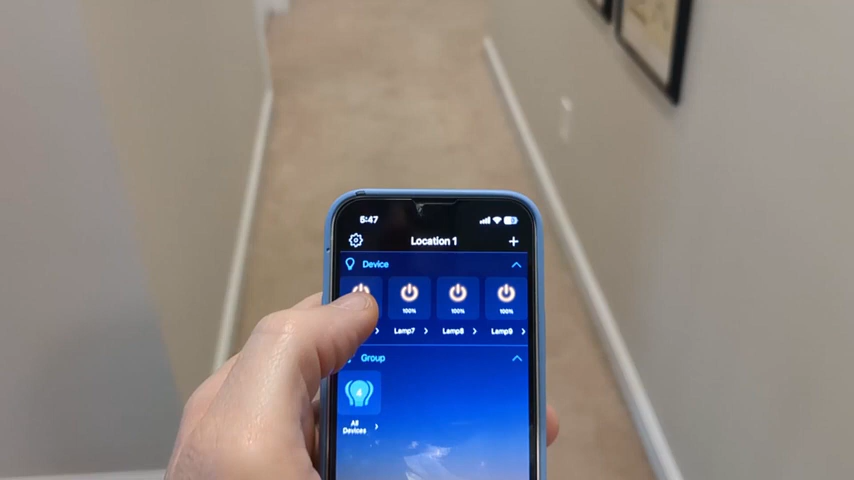 5:47
Location 1
Device
100% 100% 100%
Lamp7 Lamp8 Lamp9
Group
4
All
Devices